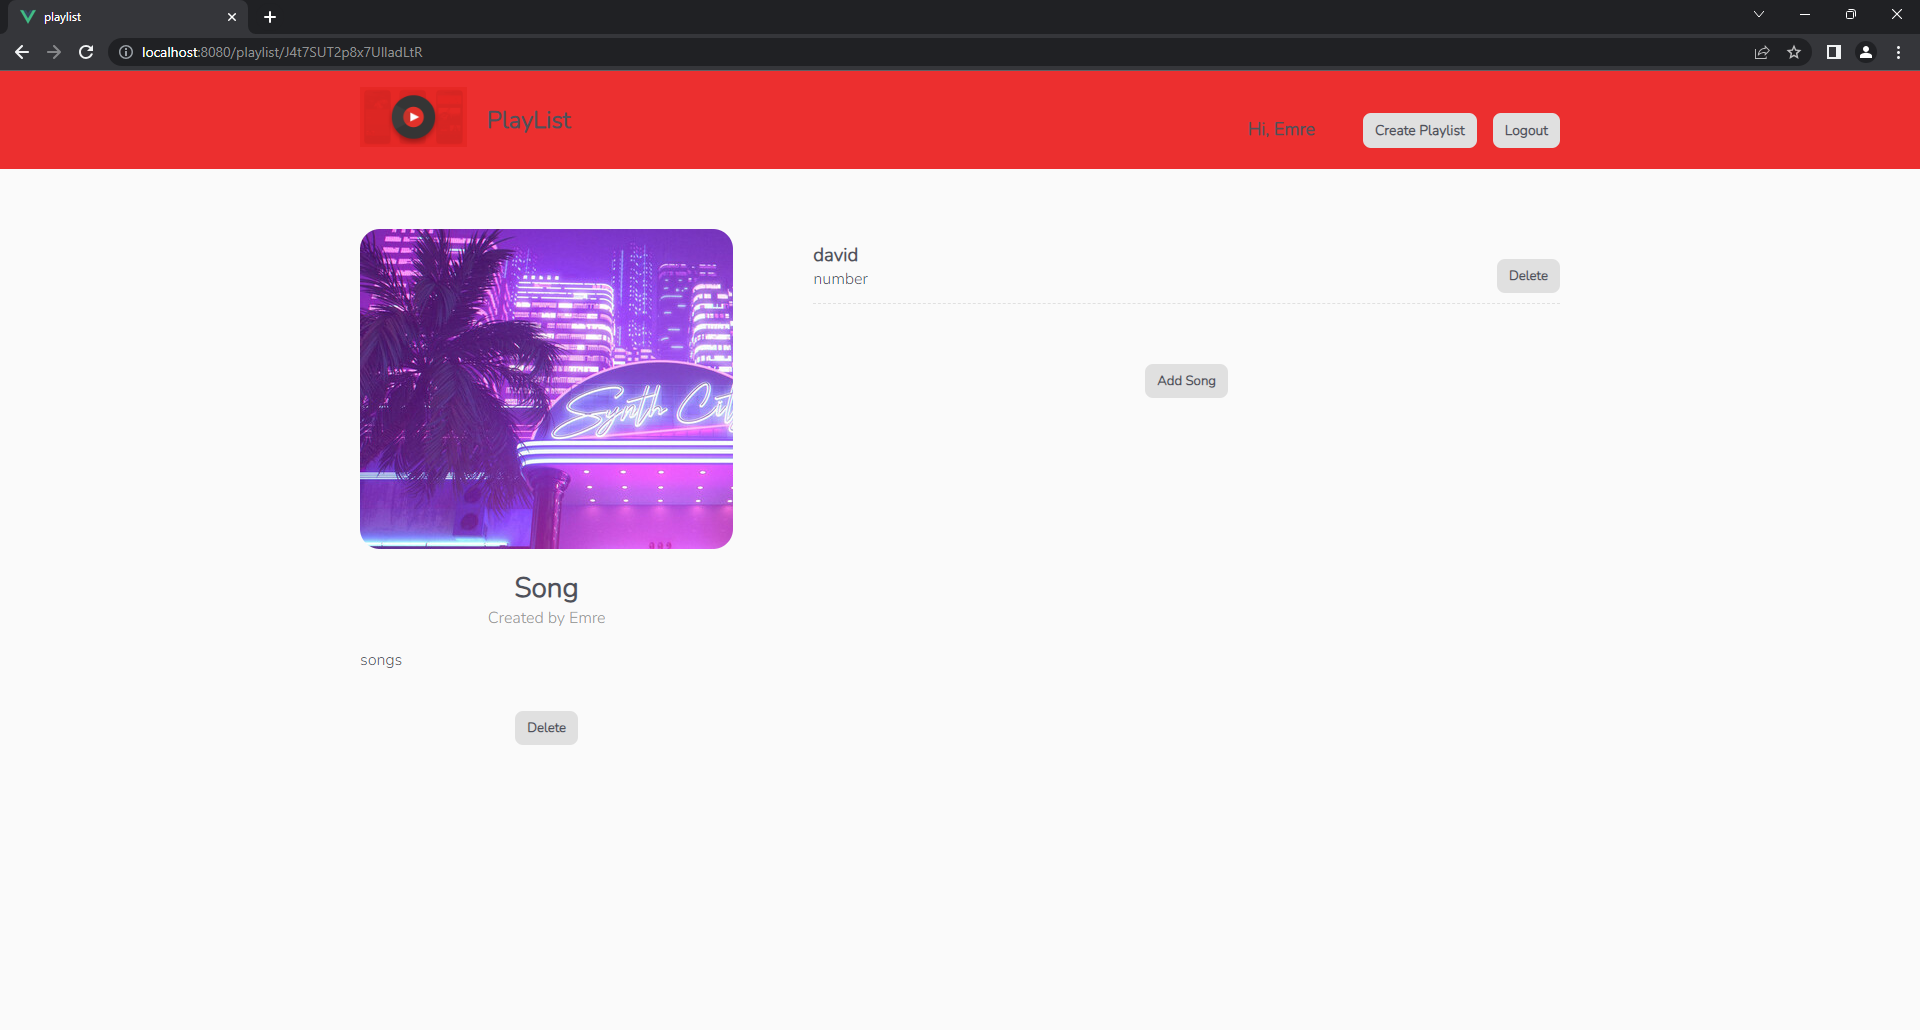 playlist
localhost:8080/playlist/J4t7SUT2p8x7UlladLtR
PlayList
Hi, Emre
Create Playlist
Logout
Synth Cit
david
number
Delete
Add Song
Song
Created by Emre
songs
Delete